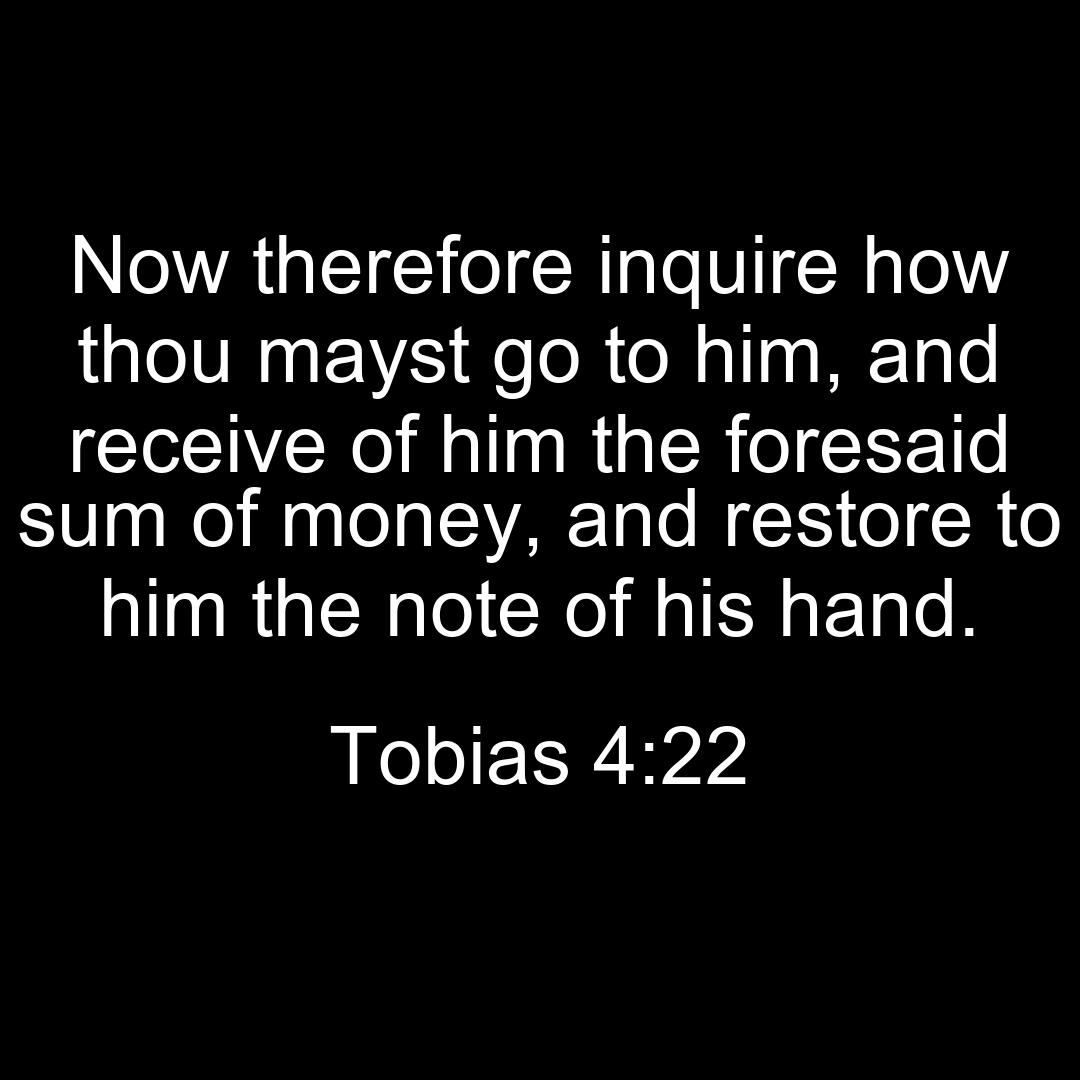 Now therefore inquire how
thou mayst go to him, and
receive of him the foresaid
sum of money, and restore to
him the note of his hand.
Tobias 4:22